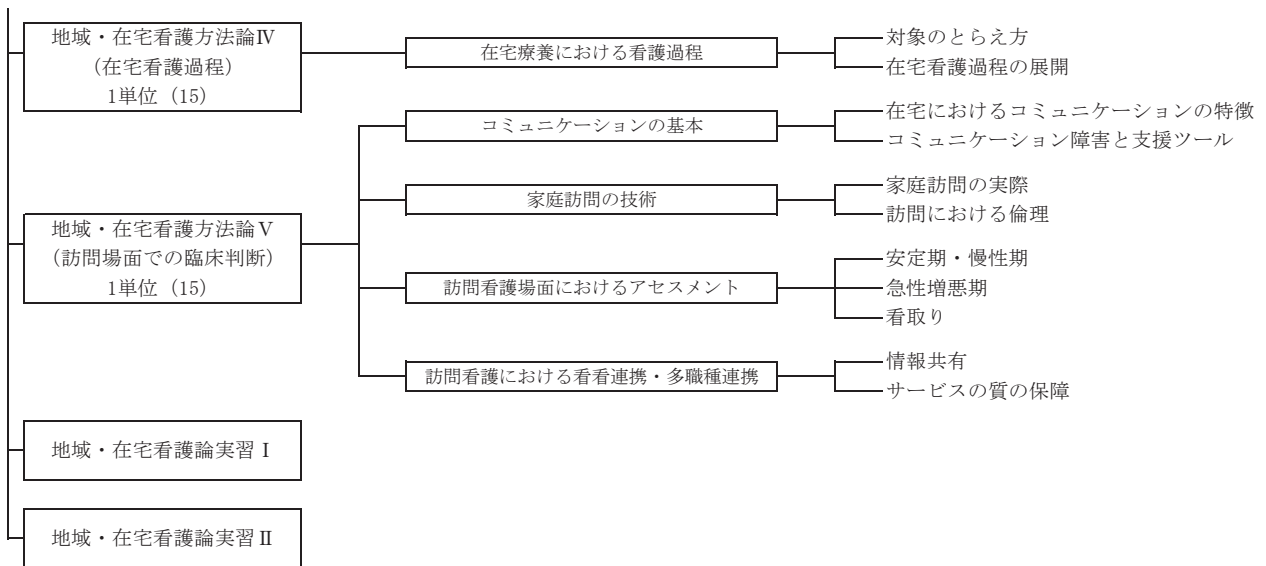 地域・在宅看護方法論Ⅳ
（在宅看護過程）
1単位（15）
在宅療養における看護過程
対象のとらえ方
在宅看護過程の展開
地域・在宅看護方法論Ⅴ
（訪問場面での臨床判断）
1単位（15）
コミュニケーションの基本
在宅におけるコミュニケーションの特徴
コミュニケーション障害と支援ツール
家庭訪問の技術
家庭訪問の実際
訪問における倫理
訪問看護場面におけるアセスメント
安定期・慢性期
急性増悪期
看取り
訪問看護における看看連携・多職種連携
情報共有
サービスの質の保障
地域・在宅看護論実習Ⅰ
地域・在宅看護論実習Ⅱ